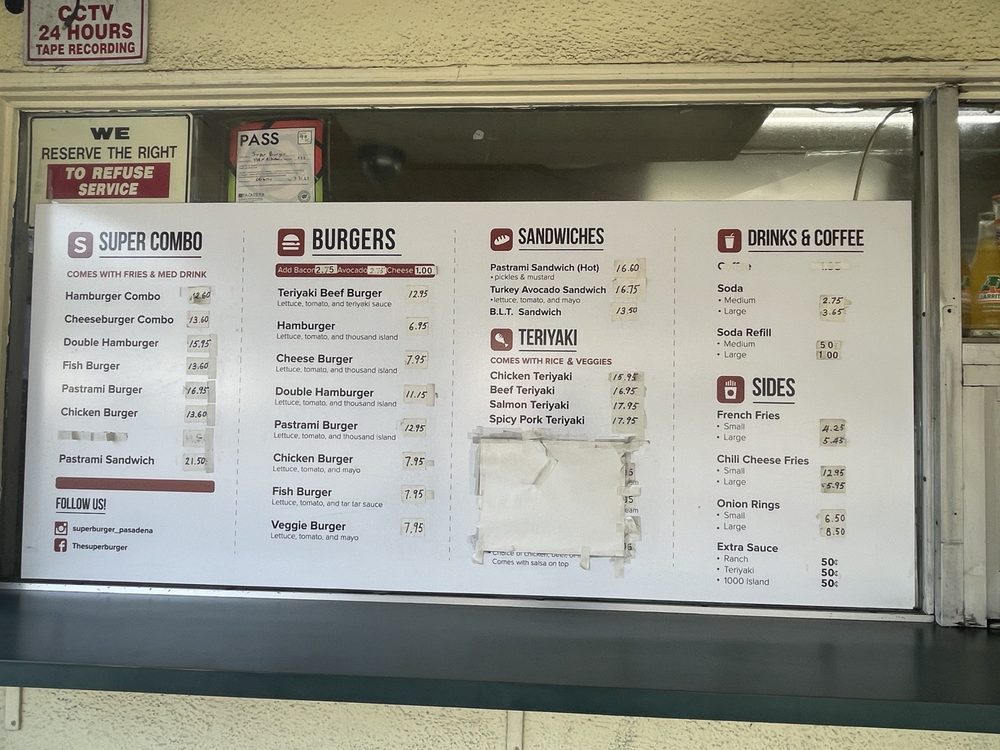 CCTV
24 HOURS
TAPE RECORDING
WE
RESERVE THE RIGHT
TO REFUSE
SERVICE
PASS
S SUPER COMBO
COMES WITH FRIES & MED DRINK
Hamburger Combo 12.60
Cheeseburger Combo 13.60
Double Hamburger 15.95
Fish Burger 13.60
Pastrami Burger 16.95
Chicken Burger 13.60
Pastrami Sandwich 21.50
FOLLOW US!
superburger_pasadena
Thesuperburger
BURGERS
Add Bacon 2.75 Avocado Cheese 1.00
Teriyaki Beef Burger 12.95
Lettuce, tomato, and teriyaki sauce
Hamburger 6.95
Lettuce, tomato, and thousand island
Cheese Burger 7.95
Lettuce, tomato, and thousand island
Double Hamburger 11.15
Lettuce, tomato, and thousand island
Pastrami Burger 12.95
Lettuce, tomato, and thousand island
Chicken Burger 7.95
Lettuce, tomato, and mayo
Fish Burger 7.95
Lettuce, tomato, and tar tar sauce
Veggie Burger 7.95
Lettuce, tomato, and mayo
SANDWICHES
Pastrami Sandwich (Hot) 16.60
• pickles & mustard
Turkey Avocado Sandwich 16.75
• lettuce, tomato, and mayo
B.L.T. Sandwich 13.50
TERIYAKI
COMES WITH RICE & VEGGIES
Chicken Teriyaki 15.95
Beef Teriyaki 16.95
Salmon Teriyaki 17.95
Spicy Pork Teriyaki 17.95
• Choice of chicken, beef, or
Comes with salsa on top
DRINKS & COFFEE
Soda
• Medium 2.75
• Large 3.65
Soda Refill
• Medium 50¢
• Large 1.00
SIDES
French Fries
• Small 4.25
• Large 5.45
Chili Cheese Fries
• Small 12.95
• Large 5.95
Onion Rings
• Small 6.50
• Large 8.50
Extra Sauce
• Ranch 50¢
• Teriyaki 50¢
• 1000 Island 50¢